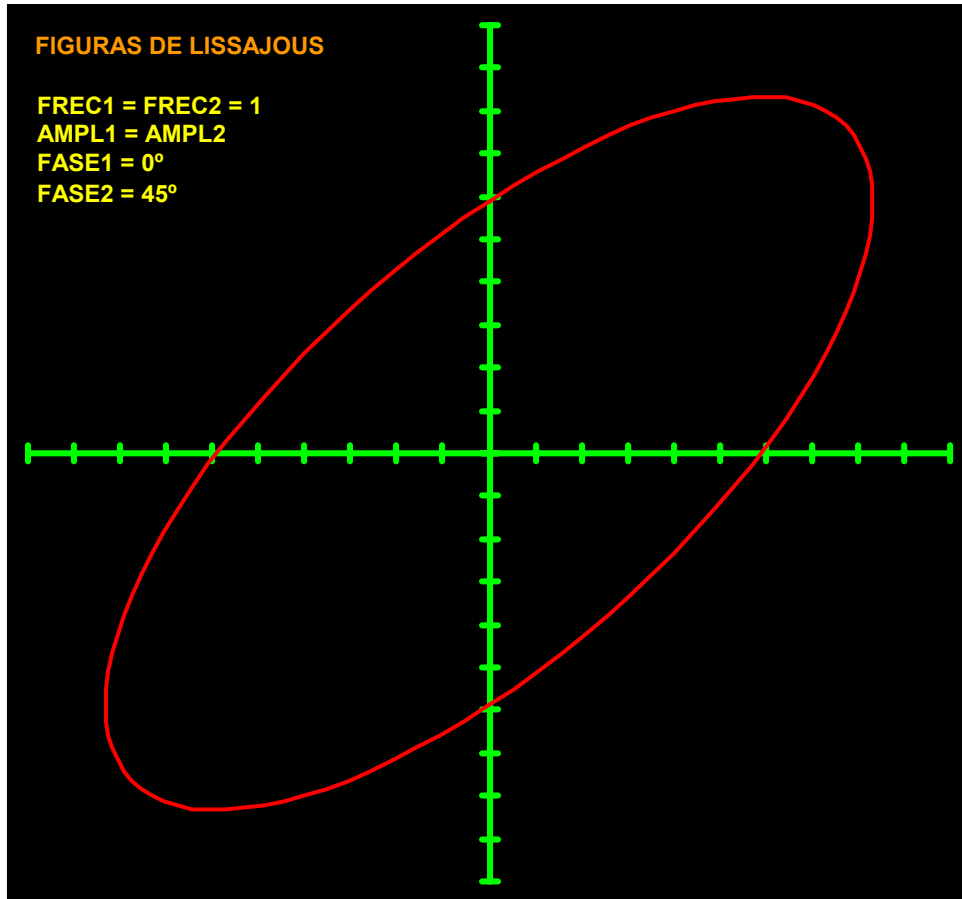 FIGURAS DE LISSAJOUS
FREC1 = FREC2 = 1
AMPL1 = AMPL2
FASE1 = 0º
FASE2 = 45º